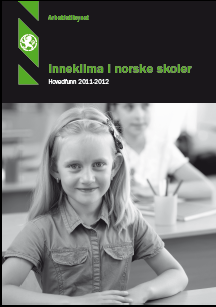 Arbeidstilsynet
Inneklima i norske skoler
Hovedfunn 2011-2012